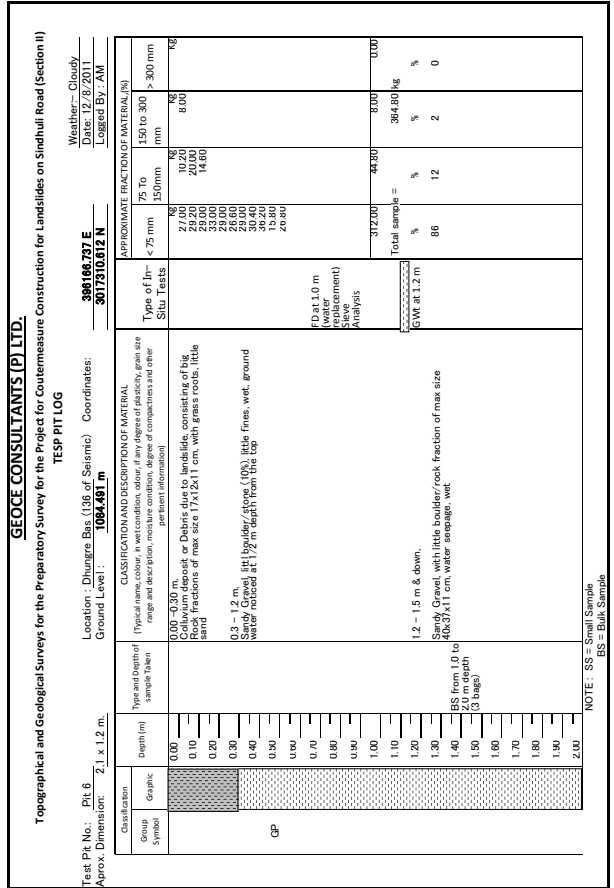 GEOCE CONSULTANTS (P) LTD.
Topographical and Geological Surveys for the Preparatory Survey for the Project for Coutermeasure Construction for Landslides on Sindhuli Road (Section II)
TESP PIT LOG
Weather:- Cloudy
Test Pit No.: Pit 6
Location : Dhungre Bas (136 of Seismic) Coordinates: 396166.737 E
Date: 12/8/2011
Aprox. Dimension: 2.1 x 1.2 m.
Ground Level : 1084.491 m
3017310.612 N
Logged By : AM
Classification
Group Symbol
Graphic
Depth (m)
Type and Depth of sample Taken
CLASSIFICATION AND DESCRIPTION OF MATERIAL
(Typical name, colour, in wet condition, odour, if any degree of plasticity, grain size
range and description, moisture condition, degree of compactness and other
pertinent information)
Type of In-Situ Tests
APPROXIMATE FRACTION OF MATERIAL,(%)
< 75 mm
75 To 150mm
150 to 300 mm
> 300 mm
0.00
0.10
0.20
0.30
0.40
0.50
0.60
0.70
0.80
0.90
1.00
1.10
1.20
1.30
1.40
1.50
1.60
1.70
1.80
1.90
2.00
GP
BS from 1.0 to
2.0 m depth
(3 bags)
0.00 -0.30 m,
Colluvium deposit or Debris due to landslide, consisting of big
Rock fractions of max size 17x12x11 cm, with grass roots, little
sand
0.3 - 1.2 m,
Sandy Gravel, littl boulder/stone (10%), little fines, wet, ground
water noticed at 1/2 m depth from the top
1.2 - 1.5 m & down,
Sandy Gravel, with little boulder/rock fraction of max size
40x37x11 cm, water seepage, wet
FD at 1.0 m
(water
replacement)
Sieve
Analysis
GWt at 1.2 m
Kg
27.00
29.20
29.00
33.00
29.00
26.60
29.00
30.40
36.20
15.80
26.80
312.00
Kg
10.20
20.00
14.60
44.80
Kg
8.00
8.00
Kg
0.00
Total sample = 364.80 kg
% % % %
86 12 2 0
NOTE : SS = Small Sample
BS = Bulk Sample